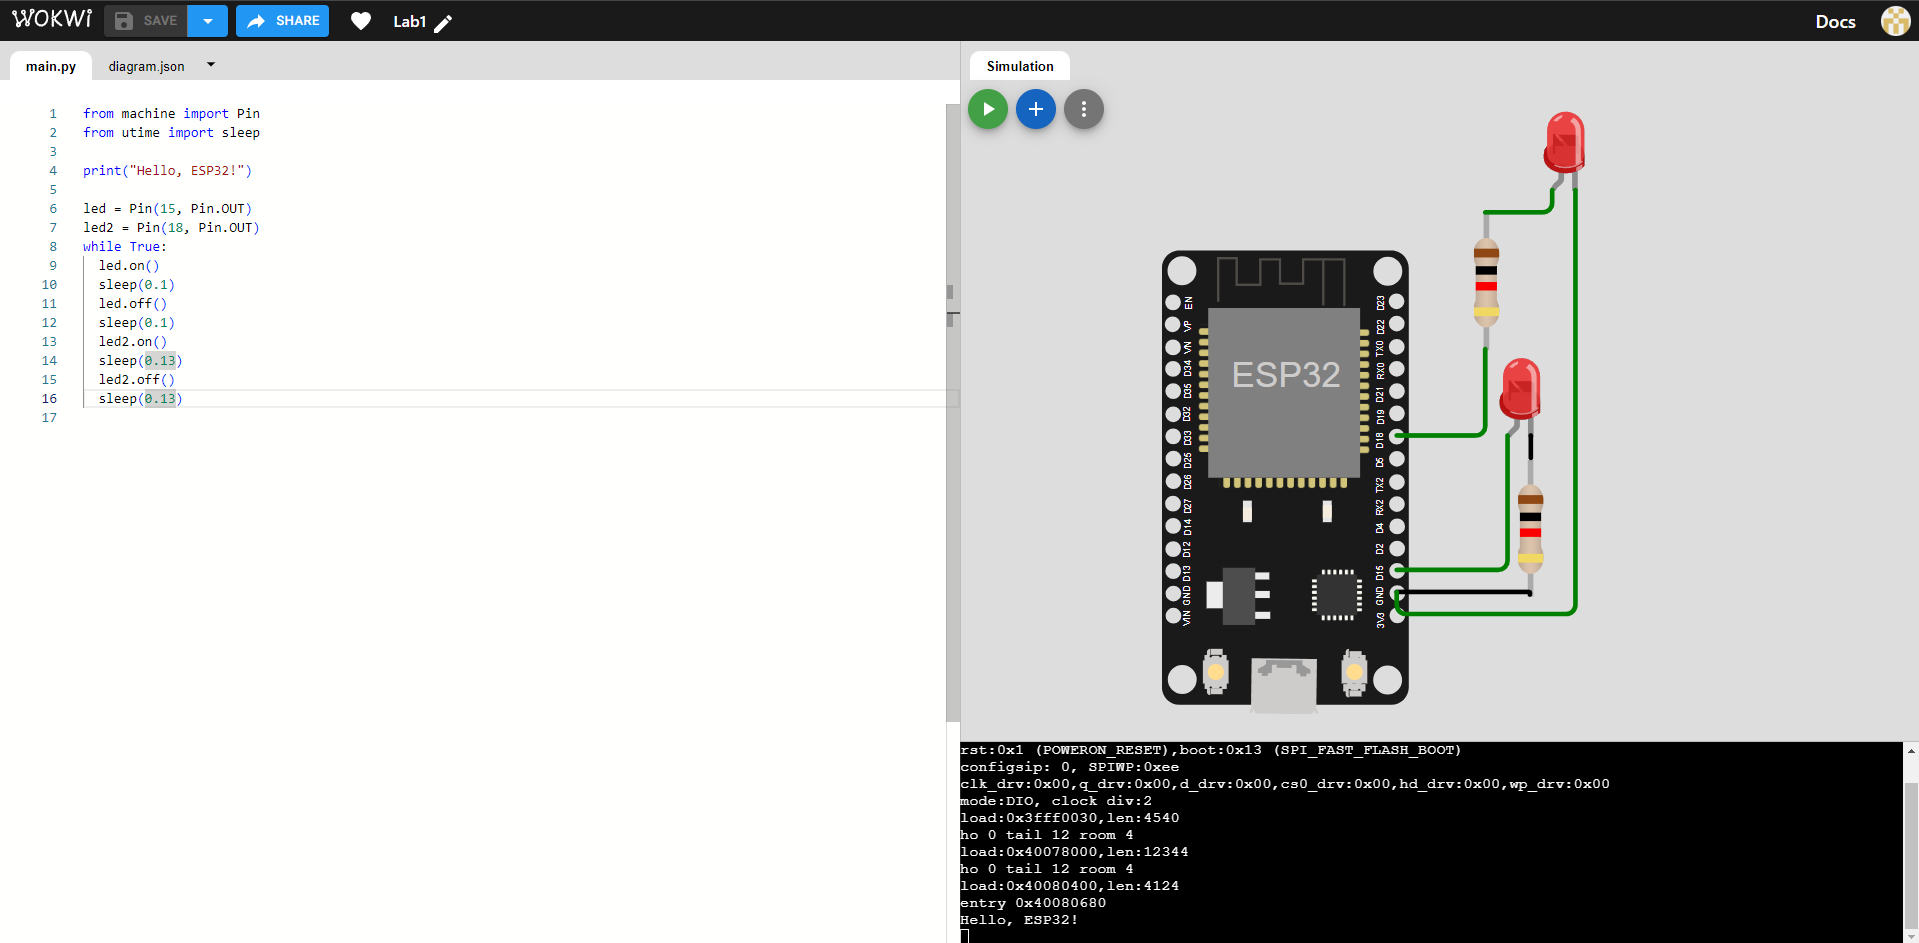 WOKWI SAVE SHARE Lab1 Docs
main.py diagram.json
1 from machine import Pin
2 from utime import sleep
3
4 print("Hello, ESP32!")
5
6 led = Pin(15, Pin.OUT)
7 led2 = Pin(18, Pin.OUT)
8 while True:
9 led.on()
10 sleep(0.1)
11 led.off()
12 sleep(0.1)
13 led2.on()
14 sleep(0.13)
15 led2.off()
16 sleep(0.13)
17
Simulation
ESP32
EN
VP
VN
D34
D35
D32
D33
D25
D26
D27
D14
D12
D13
GND
VIN
D23
D22
TX0
RX0
D21
D19
D18
D5
TX2
RX2
D4
D2
D15
GND
3V3
rst:0x1 (POWERON_RESET),boot:0x13 (SPI_FAST_FLASH_BOOT)
configsip: 0, SPIWP:0xee
clk_drv:0x00,q_drv:0x00,d_drv:0x00,cs0_drv:0x00,hd_drv:0x00,wp_drv:0x00
mode:DIO, clock div:2
load:0x3fff0030,len:4540
ho 0 tail 12 room 4
load:0x40078000,len:12344
ho 0 tail 12 room 4
load:0x40080400,len:4124
entry 0x40080680
Hello, ESP32!